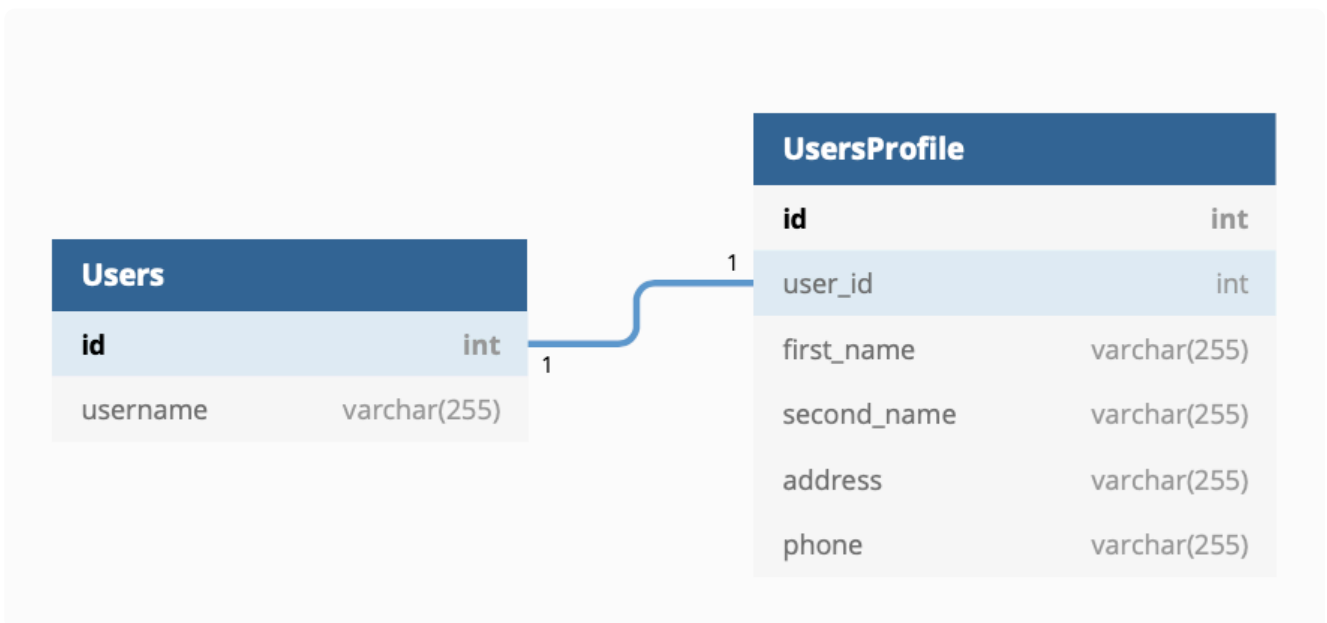 Users
id int
username varchar(255)
1
1
UsersProfile
id int
user_id int
first_name varchar(255)
second_name varchar(255)
address varchar(255)
phone varchar(255)